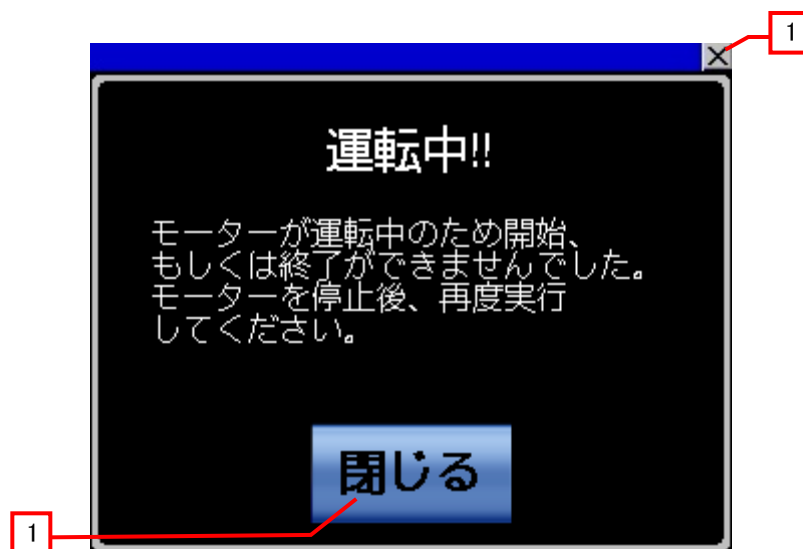 1
×
運転中!!
モーターが運転中のため開始、
もしくは終了ができませんでした。
モーターを停止後、再度実行
してください。
閉じる
1